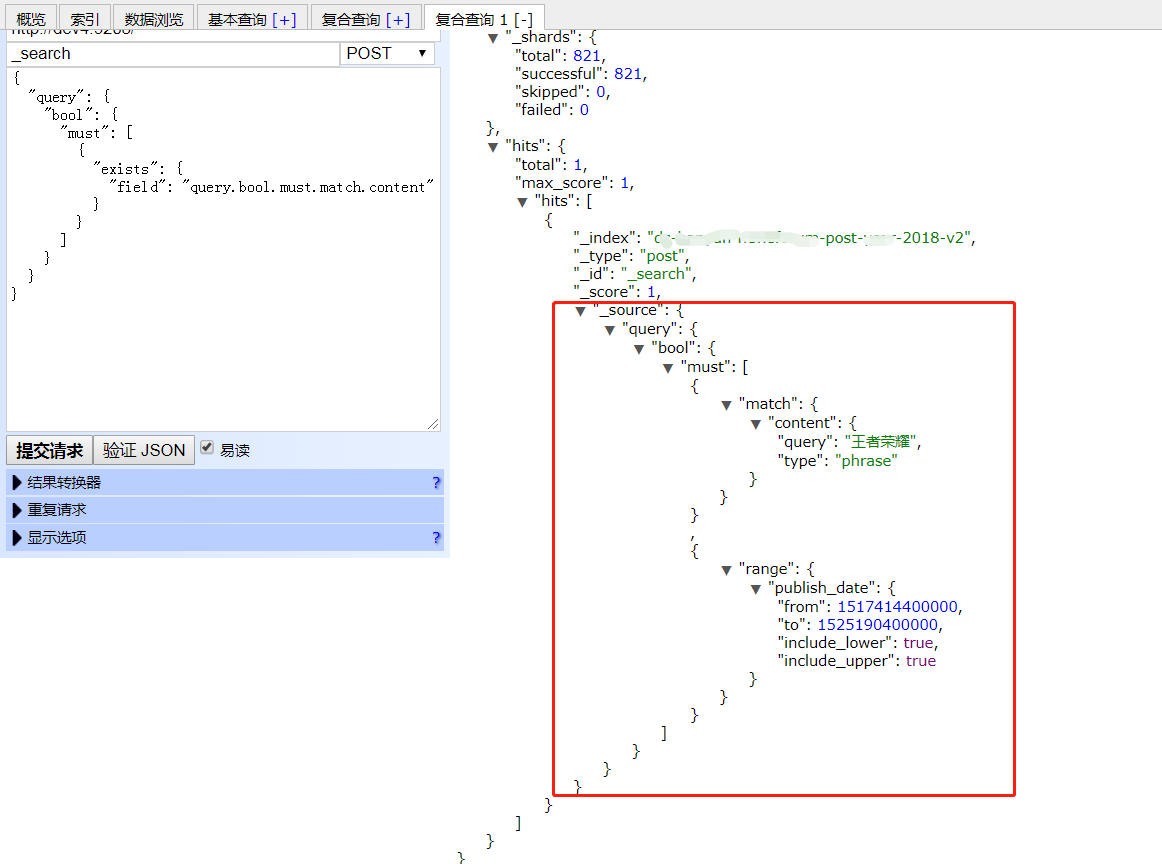 概览 索引 数据浏览 基本查询 [+] 复合查询 [+] 复合查询 1 [-]
_search POST
{
"query": {
"bool": {
"must": [
{
"exists": {
"field": "query.bool.must.match.content"
}
}
]
}
}
}
提交请求 验证 JSON 易读
结果转换器 ?
重复请求
显示选项 ?
"_shards": {
"total": 821,
"successful": 821,
"skipped": 0,
"failed": 0
},
"hits": {
"total": 1,
"max_score": 1,
"hits": [
{
"_index": -post- -2018-v2",
"_type": "post",
"_id": "_search",
"_score": 1,
"_source": {
"query": {
"bool": {
"must": [
{
"match": {
"content": {
"query": "王者荣耀",
"type": "phrase"
}
}
}
,
{
"range": {
"publish_date": {
"from": 1517414400000,
"to": 1525190400000,
"include_lower": true,
"include_upper": true
}
}
}
]
}
}
}
}
]
}
}